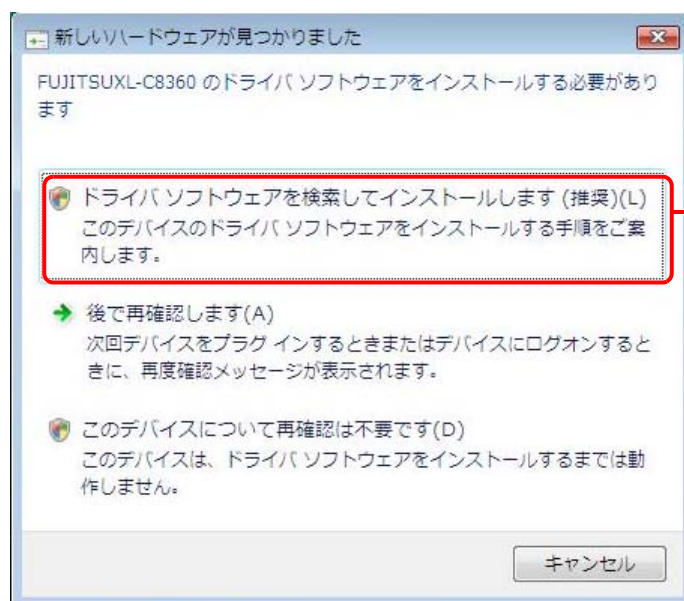 新しいハードウェアが見つかりました
FUJITSUXL-C8360 のドライバ ソフトウェアをインストールする必要があり
ます
ドライバ ソフトウェアを検索してインストールします (推奨)(L)
このデバイスのドライバ ソフトウェアをインストールする手順をご案
内します。
後で再確認します(A)
次回デバイスをプラグ インするときまたはデバイスにログオンすると
きに、再度確認メッセージが表示されます。
このデバイスについて再確認は不要です(D)
このデバイスは、ドライバ ソフトウェアをインストールするまでは動
作しません。
キャンセル